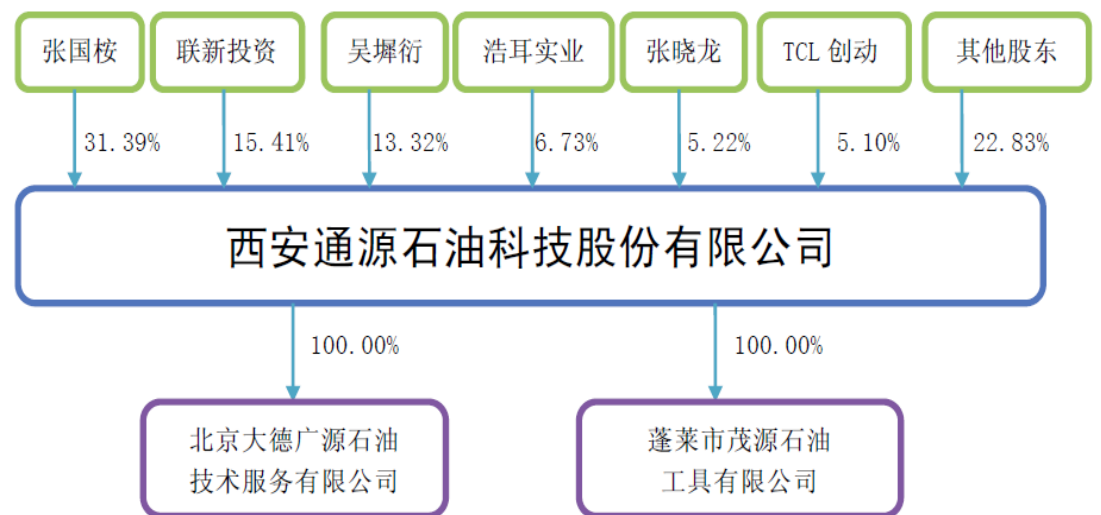 张国桉 联新投资 吴墀衍 浩耳实业 张晓龙 TCL 创动 其他股东
31.39% 15.41% 13.32% 6.73% 5.22% 5.10% 22.83%
西安通源石油科技股份有限公司
100.00% 100.00%
北京大德广源石油 蓬莱市茂源石油
技术服务有限公司 工具有限公司